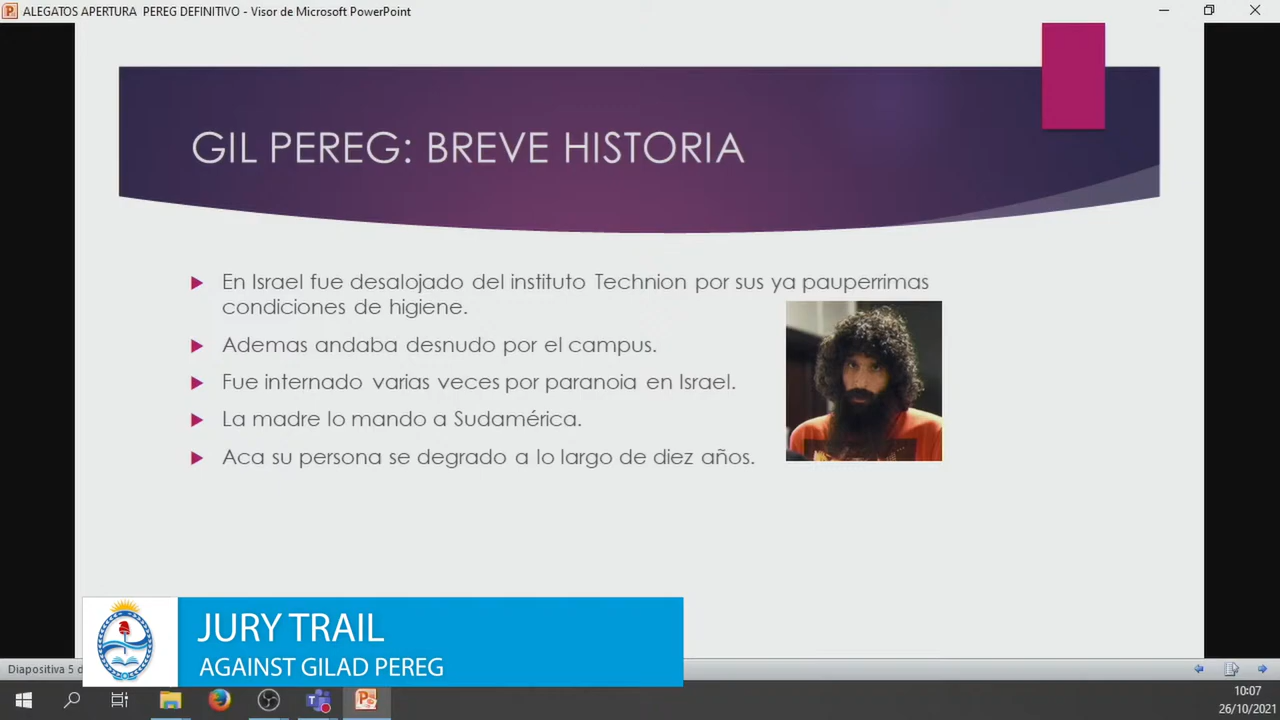 ALEGATOS APERTURA  PEREG DEFINITIVO - Visor de Microsoft PowerPoint
GIL PEREG: BREVE HISTORIA
En Israel fue desalojado del instituto Technion por sus ya pauperrimas
condiciones de higiene.
Ademas andaba desnudo por el campus.
Fue internado varias veces por paranoia en Israel.
La madre lo mando a Sudamérica.
Aca su persona se degrado a lo largo de diez años.
JURY TRAIL
AGAINST GILAD PEREG
Diapositiva 5 d
10:07
26/10/2021